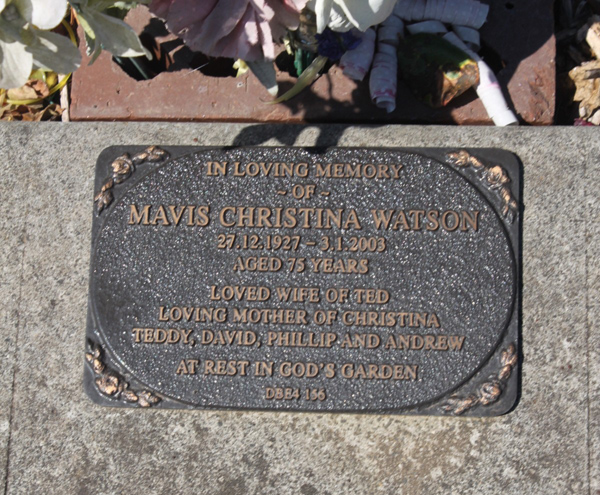 IN LOVING MEMORY
~ OF ~
MAVIS CHRISTINA WATSON
27.12.1927 ~ 3.1.2003
AGED 75 YEARS
LOVED WIFE OF TED
LOVING MOTHER OF CHRISTINA
TEDDY, DAVID, PHILLIP AND ANDREW
AT REST IN GOD'S GARDEN
DBB4 156